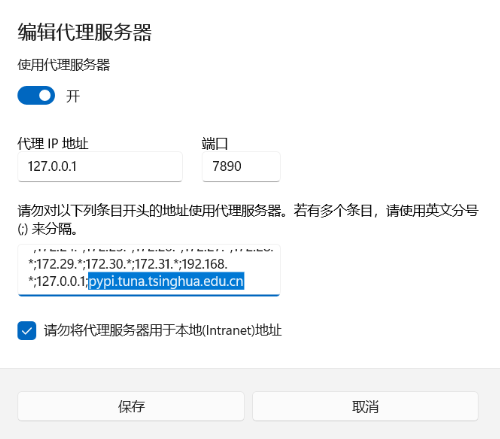 编辑代理服务器
使用代理服务器
开
代理 IP 地址
端口
127.0.0.1
7890
请勿对以下列条目开头的地址使用代理服务器。若有多个条目，请使用英文分号
(;) 来分隔。
*;172.29.*;172.30.*;172.31.*;192.168.
*;127.0.0.1;pypi.tuna.tsinghua.edu.cn
请勿将代理服务器用于本地(Intranet)地址
保存
取消